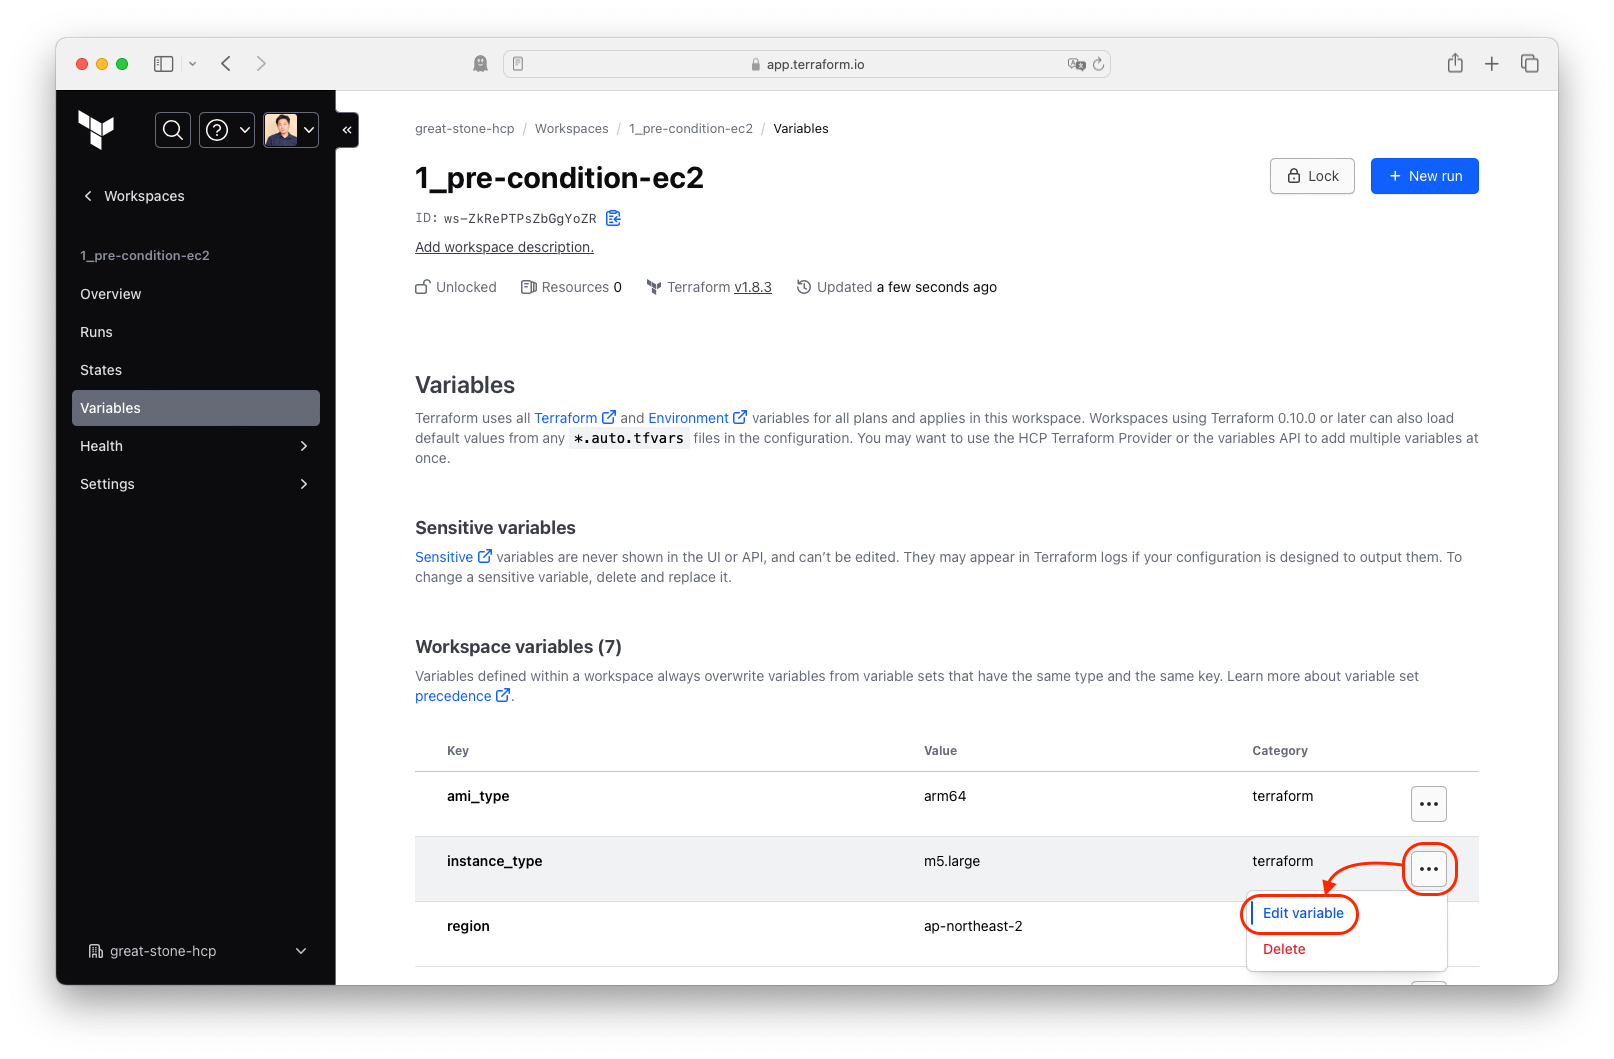 app.terraform.io
Workspaces
1_pre-condition-ec2
Overview
Runs
States
Variables
Health
Settings
great-stone-hcp
great-stone-hcp / Workspaces / 1_pre-condition-ec2 / Variables
1_pre-condition-ec2
Lock
+ New run
ID: ws-ZkRePTPsZbGgYoZR
Add workspace description.
Unlocked Resources 0 Terraform v1.8.3 Updated a few seconds ago
Variables
Terraform uses all Terraform and Environment variables for all plans and applies in this workspace. Workspaces using Terraform 0.10.0 or later can also load
default values from any *.auto.tfvars files in the configuration. You may want to use the HCP Terraform Provider or the variables API to add multiple variables at
once.
Sensitive variables
Sensitive variables are never shown in the UI or API, and can't be edited. They may appear in Terraform logs if your configuration is designed to output them. To
change a sensitive variable, delete and replace it.
Workspace variables (7)
Variables defined within a workspace always overwrite variables from variable sets that have the same type and the same key. Learn more about variable set
precedence .
Key Value Category
ami_type arm64 terraform
instance_type m5.large terraform
region ap-northeast-2
Edit variable
Delete